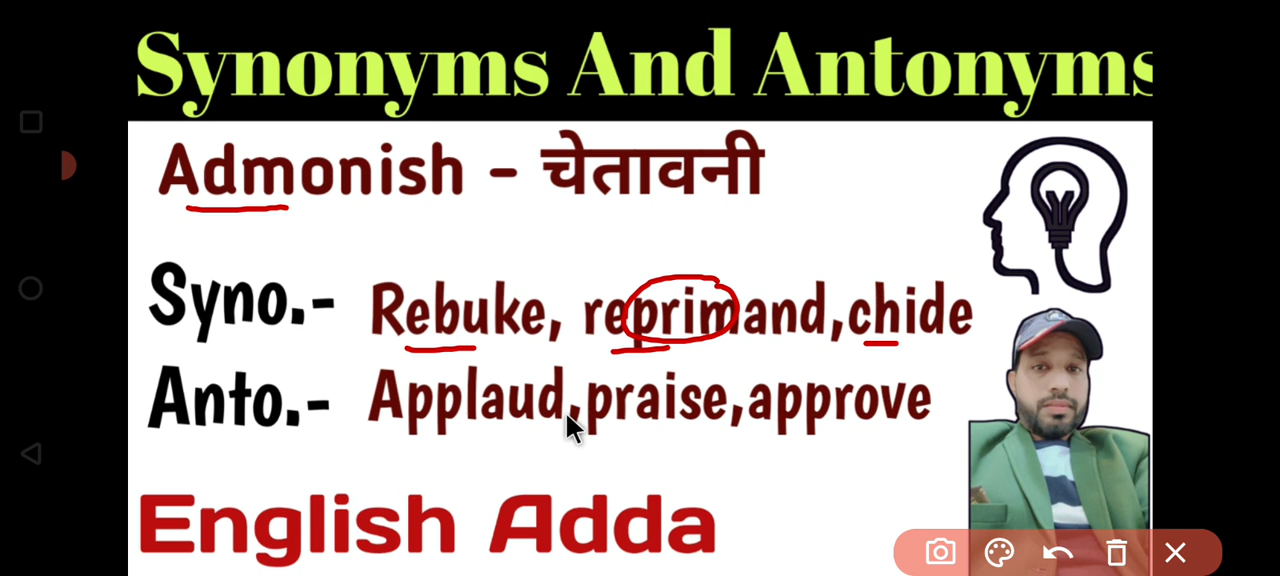 Synonyms And Antonyms
Admonish - चेतावनी
Syno.- Rebuke, reprimand,chide
Anto.- Applaud,praise,approve
English Adda